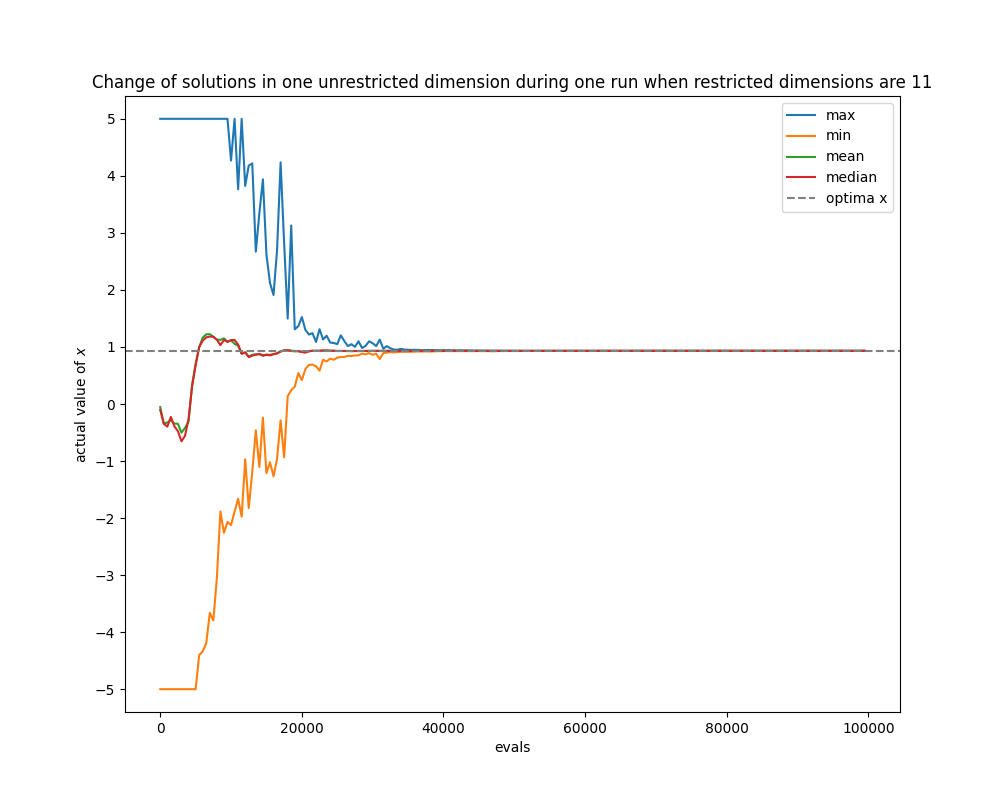 Change of solutions in one unrestricted dimension during one run when restricted dimensions are 11
max
min
mean
median
optima x
5
4
3
2
1
0
−1
−2
−3
−4
−5
actual value of x
0 20000 40000 60000 80000 100000
evals